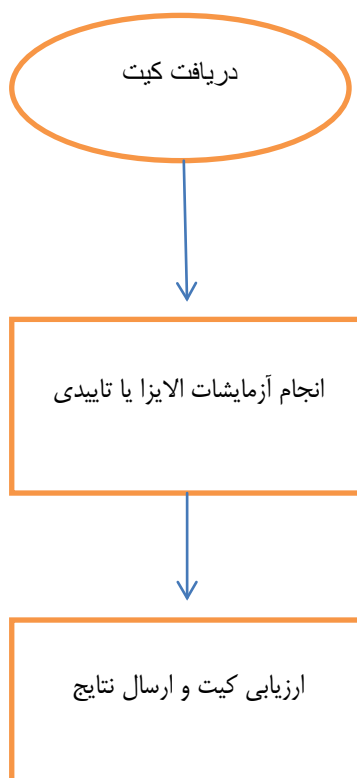 دریافت کیت
انجام آزمایشات الایزا یا تاییدی
ارزیابی کیت و ارسال نتایج